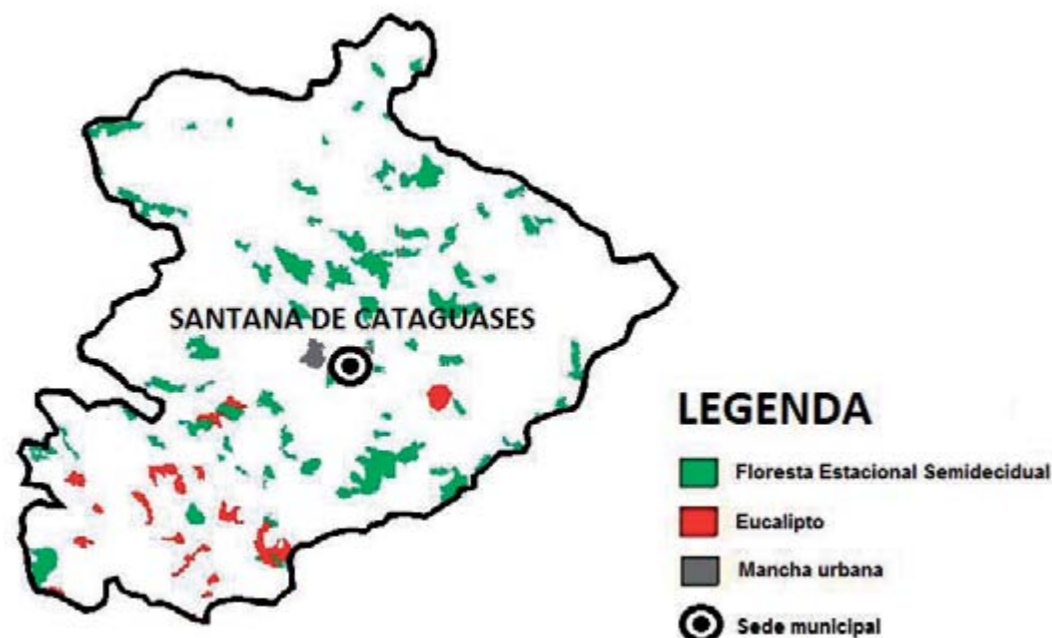 SANTANA DE CATAGUASES
LEGENDA
Floresta Estacional Semidecidual
Eucalipto
Mancha urbana
Sede municipal